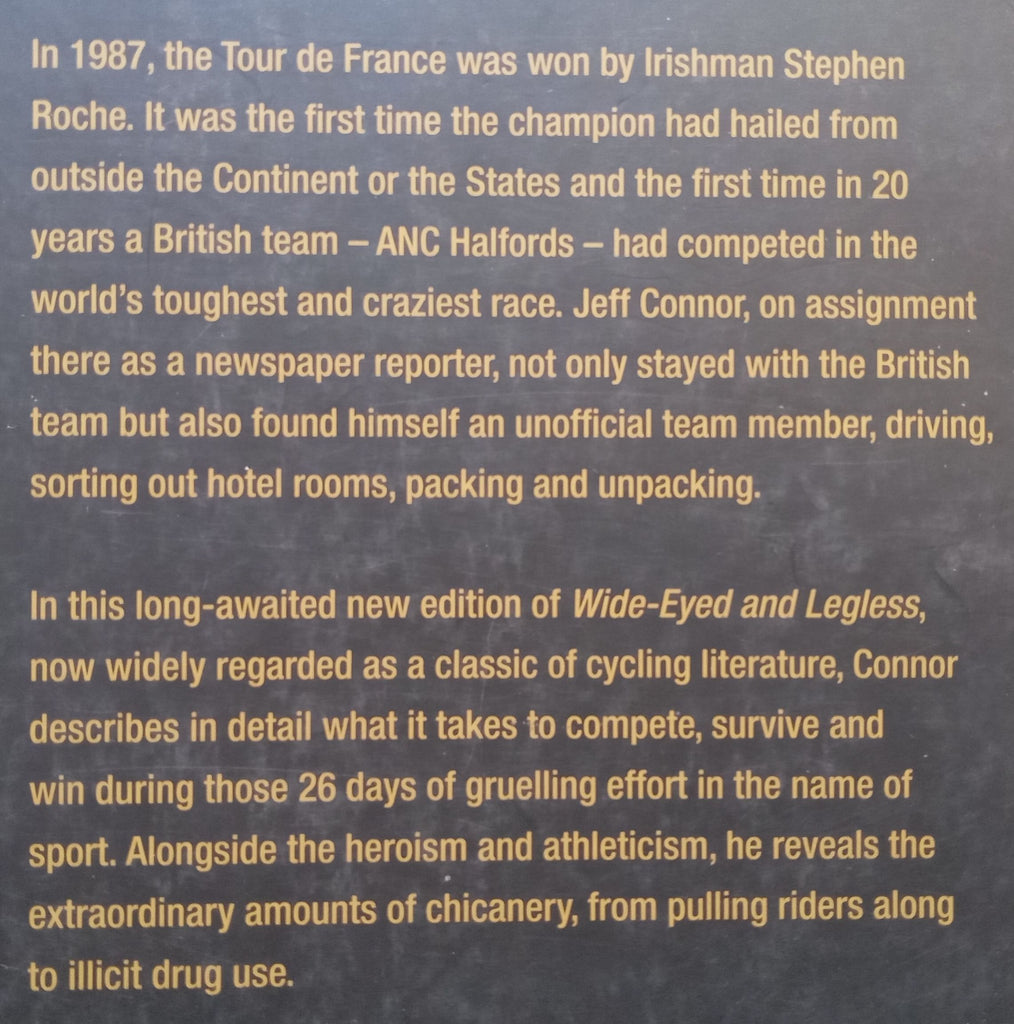 In 1987, the Tour de France was won by Irishman Stephen
Roche. It was the first time the champion had hailed from
outside the Continent or the States and the first time in 20
years a British team – ANC Halfords – had competed in the
world's toughest and craziest race. Jeff Connor, on assignment
there as a newspaper reporter, not only stayed with the British
team but also found himself an unofficial team member, driving,
sorting out hotel rooms, packing and unpacking.

In this long-awaited new edition of Wide-Eyed and Legless,
now widely regarded as a classic of cycling literature, Connor
describes in detail what it takes to compete, survive and
win during those 26 days of gruelling effort in the name of
sport. Alongside the heroism and athleticism, he reveals the
extraordinary amounts of chicanery, from pulling riders along
to illicit drug use.